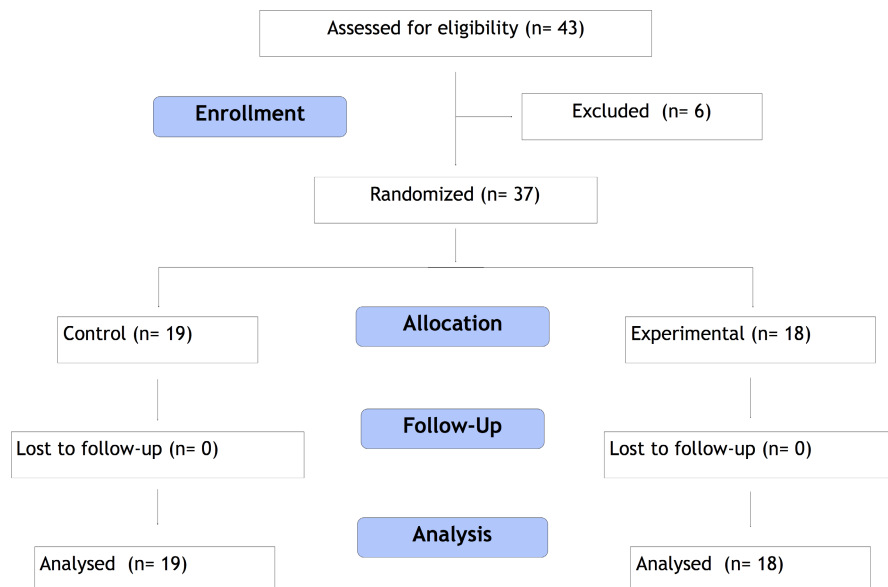 Assessed for eligibility (n= 43)
Enrollment
Excluded  (n= 6)
Randomized (n= 37)
Control (n= 19)
Allocation
Experimental (n= 18)
Follow-Up
Lost to follow-up (n= 0)
Lost to follow-up (n= 0)
Analysis
Analysed  (n= 19)
Analysed  (n= 18)